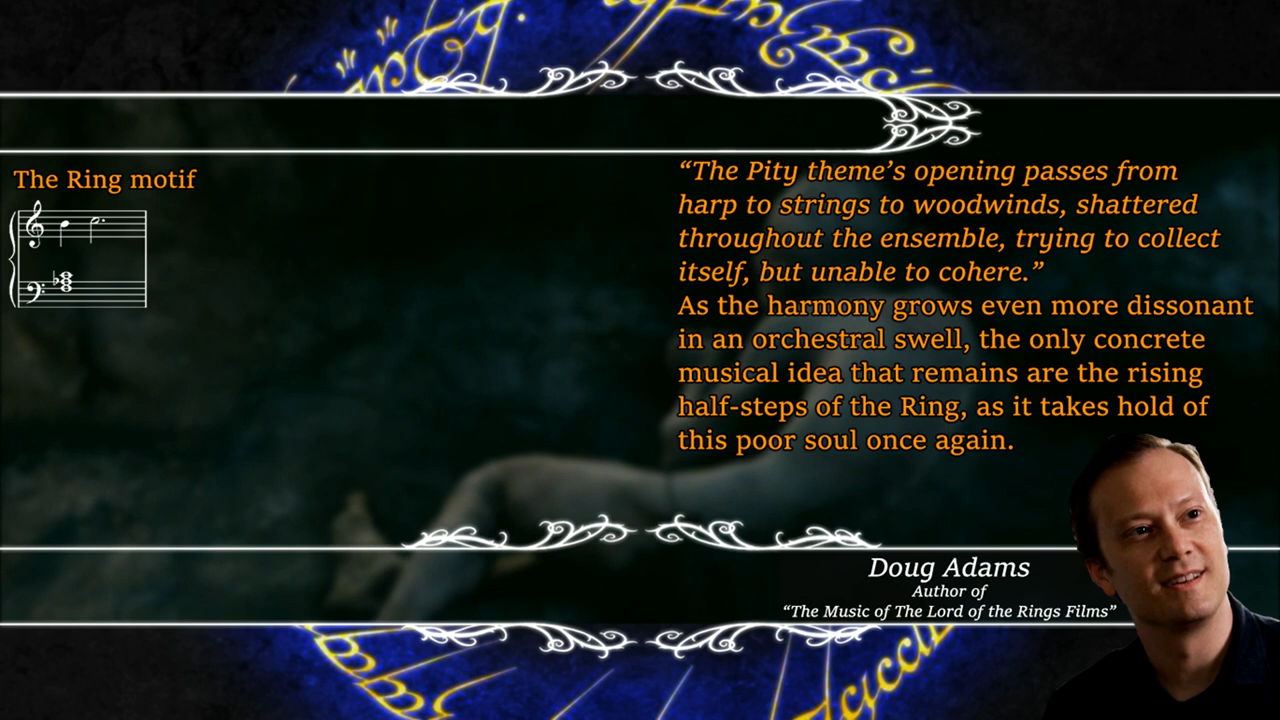 The Ring motif
“The Pity theme’s opening passes from
harp to strings to woodwinds, shattered
throughout the ensemble, trying to collect
itself, but unable to cohere.”
As the harmony grows even more dissonant
in an orchestral swell, the only concrete
musical idea that remains are the rising
half-steps of the Ring, as it takes hold of
this poor soul once again.
Doug Adams
Author of
“The Music of The Lord of the Rings Films”